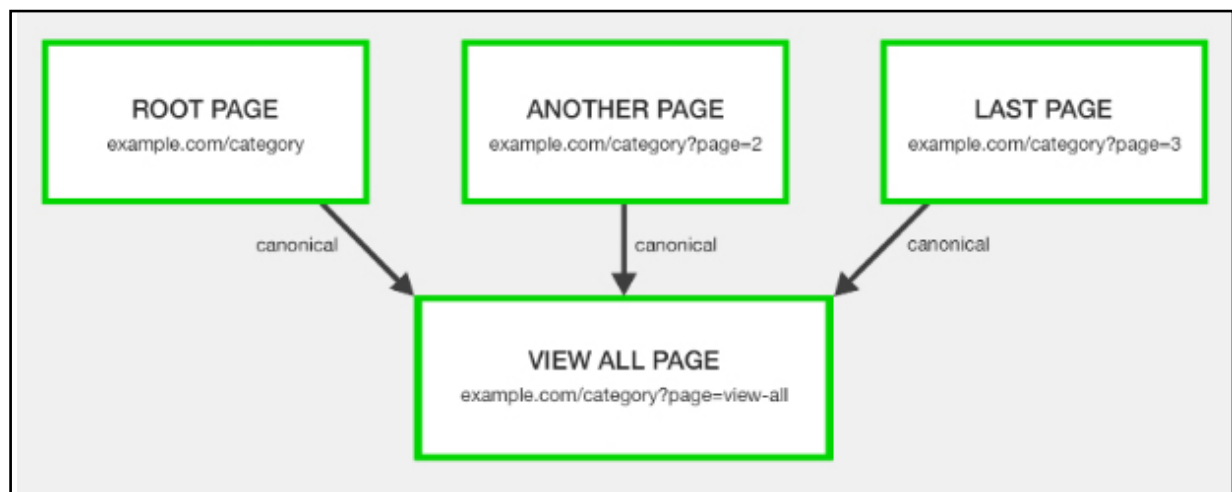 ROOT PAGE
example.com/category
ANOTHER PAGE
example.com/category?page=2
LAST PAGE
example.com/category?page=3
canonical
canonical
canonical
VIEW ALL PAGE
example.com/category?page=view-all